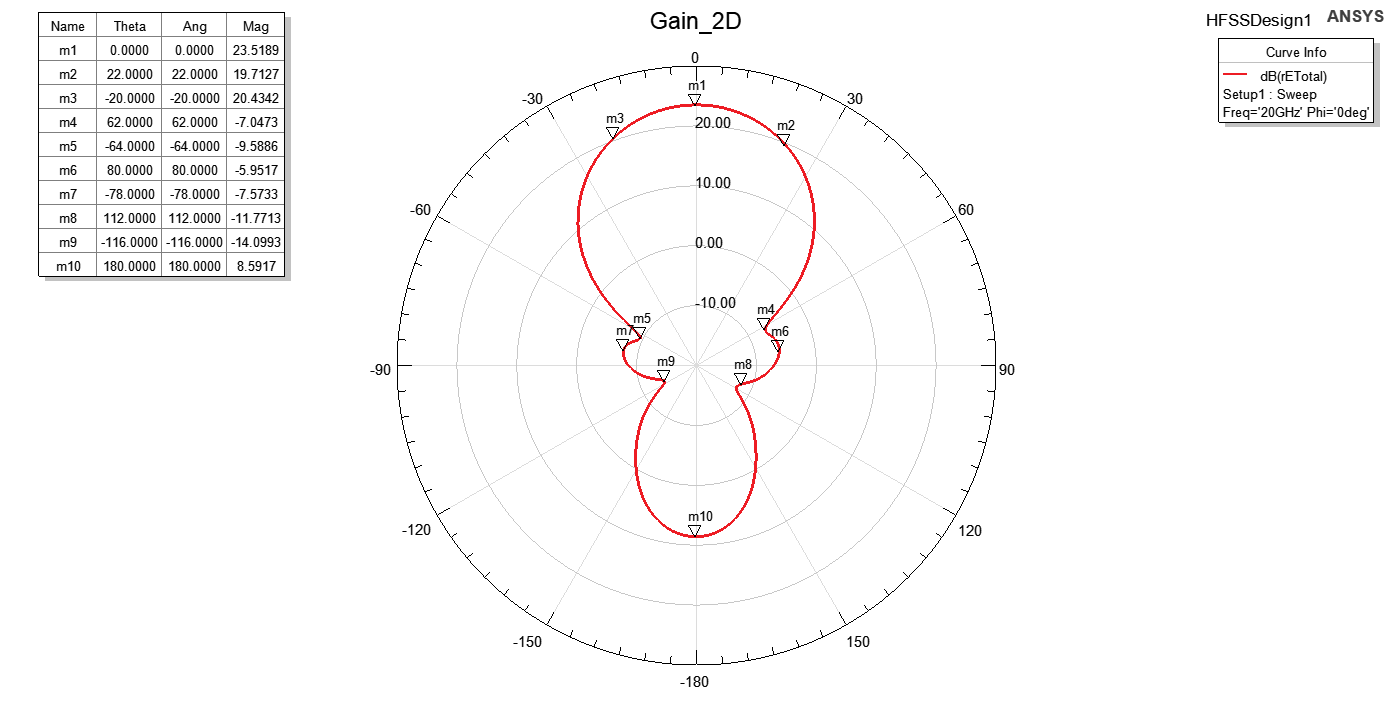 Gain_2D
HFSSDesign1
ANSYS
Name Theta Ang Mag
m1 0.0000 0.0000 23.5189
m2 22.0000 22.0000 19.7127
m3 -20.0000 -20.0000 20.4342
m4 62.0000 62.0000 -7.0473
m5 -64.0000 -64.0000 -9.5886
m6 80.0000 80.0000 -5.9517
m7 -78.0000 -78.0000 -7.5733
m8 112.0000 112.0000 -11.7713
m9 -116.0000 -116.0000 -14.0993
m10 180.0000 180.0000 8.5917
Curve Info
dB(rETotal)
Setup1 : Sweep
Freq='20GHz' Phi='0deg'
0
m1
-30
30
m3
20.00
m2
10.00
-60
60
0.00
-10.00
m4
m5
m7
m6
m9
m8
-90
90
m10
-120
120
-150
150
-180